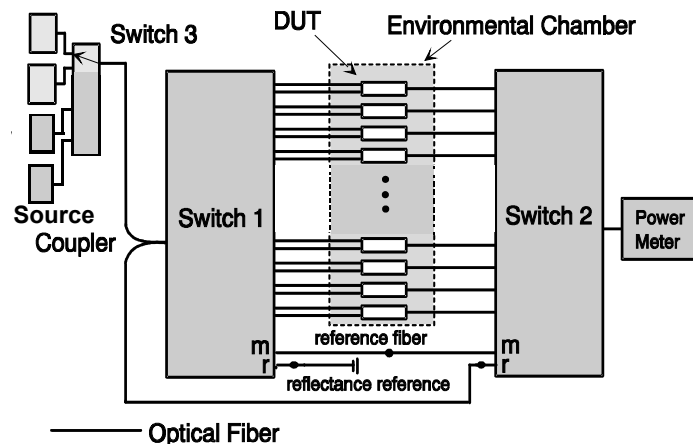 Switch 3
DUT
Environmental Chamber
Source
Coupler
Switch 1
Switch 2
Power
Meter
m
reference fiber
m
r
reflectance reference
r
Optical Fiber